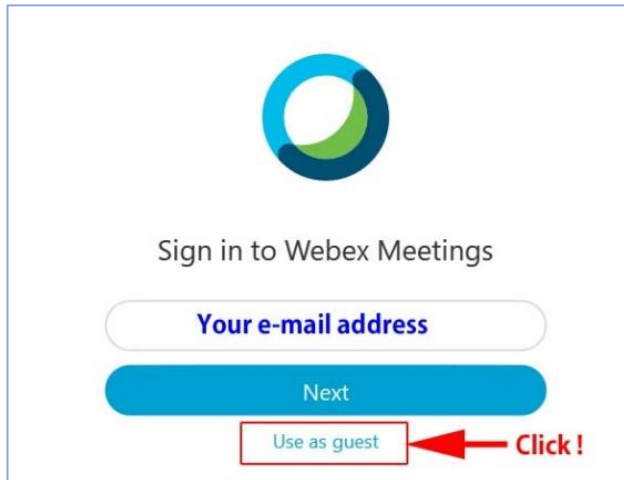 Sign in to Webex Meetings
Your e-mail address
Next
Use as guest Click !